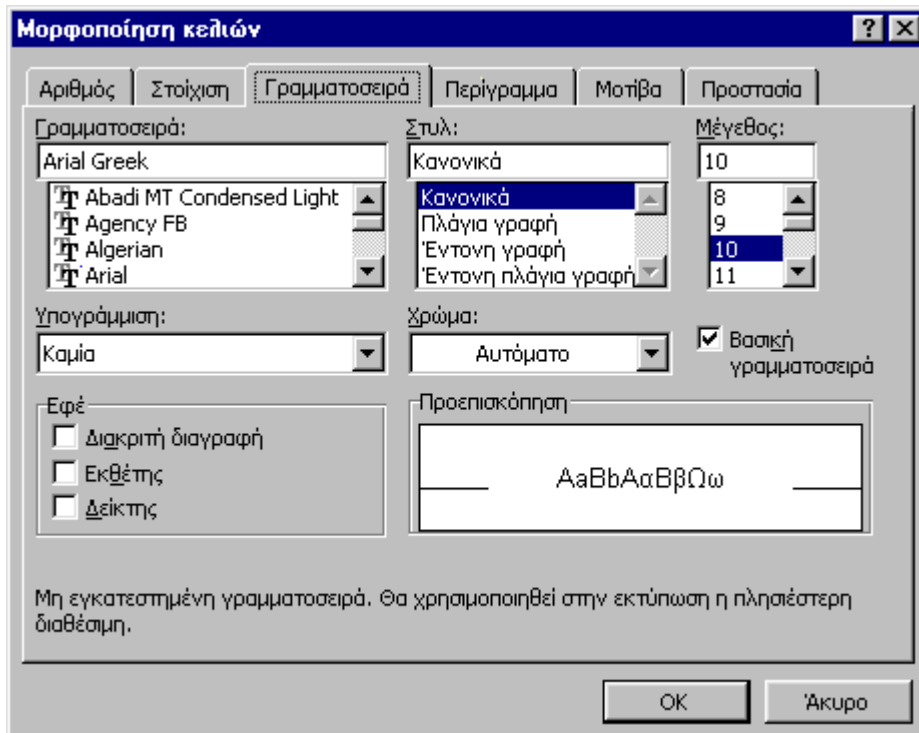 Μορφοποίηση κελιών
Αριθμός Στοίχιση Γραμματοσειρά Περίγραμμα Μοτίβα Προστασία
Γραμματοσειρά: Στυλ: Μέγεθος:
Arial Greek Κανονικά 10
Abadi MT Condensed Light Κανονικά 8
Agency FB Πλάγια γραφή 9
Algerian Έντονη γραφή 10
Arial Έντονη πλάγια γραφή 11
Υπογράμμιση: Χρώμα:
Καμία Αυτόματο Βασική
γραμματοσειρά
Εφέ Προεπισκόπηση
Διακριτή διαγραφή
Εκθέτης AaBbΑαΒβΩω
Δείκτης
Μη εγκατεστημένη γραμματοσειρά. Θα χρησιμοποιηθεί στην εκτύπωση η πλησιέστερη
διαθέσιμη.
OK Άκυρο